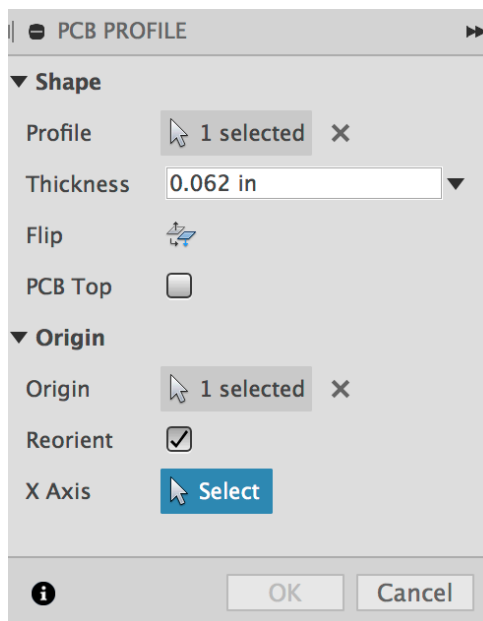 PCB PROFILE
Shape
Profile 1 selected
Thickness 0.062 in
Flip
PCB Top
Origin
Origin 1 selected
Reorient
X Axis Select
OK Cancel